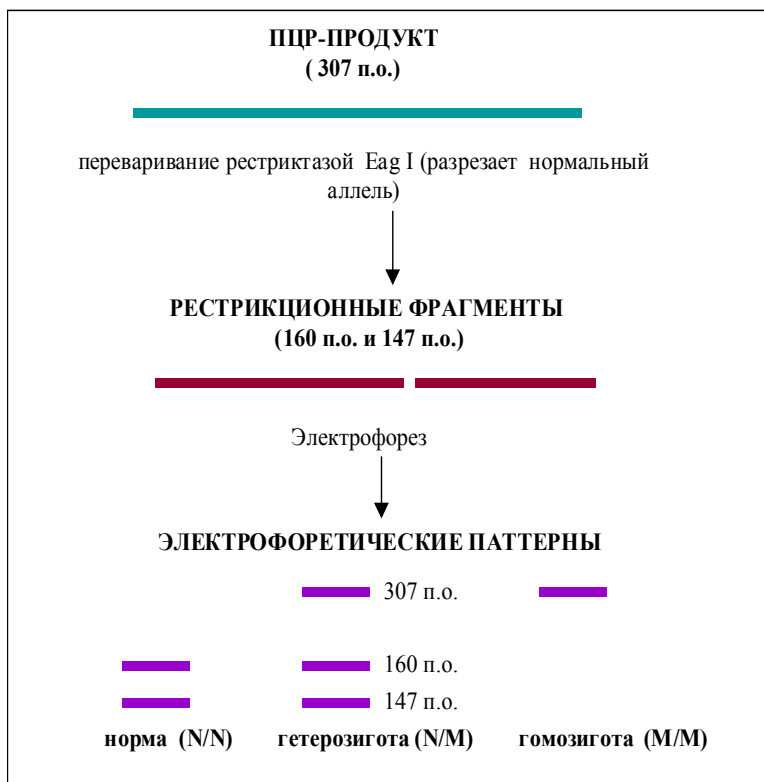 ПЦР-ПРОДУКТ
( 307 п.о.)
переваривание рестриктазой Eag I (разрезает нормальный
аллель)
РЕСТРИКЦИОННЫЕ ФРАГМЕНТЫ
(160 п.о. и 147 п.о.)
Электрофорез
ЭЛЕКТРОФОРЕТИЧЕСКИЕ ПАТТЕРНЫ
307 п.о.
160 п.о.
147 п.о.
норма (N/N) гетерозигота (N/M) гомозигота (M/M)